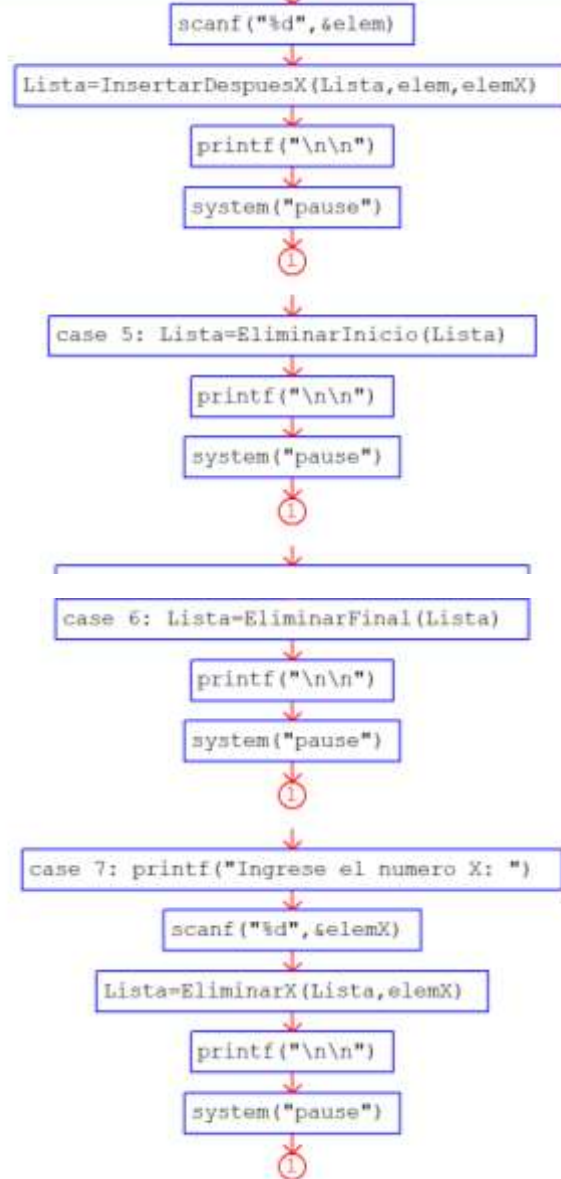 scanf("%d",&elem)
Lista=InsertarDespuesX(Lista,elem,elemX)
printf("\n\n")
system("pause")
1
case 5: Lista=EliminarInicio(Lista)
printf("\n\n")
system("pause")
1
case 6: Lista=EliminarFinal(Lista)
printf("\n\n")
system("pause")
1
case 7: printf("Ingrese el numero X: ")
scanf("%d",&elemX)
Lista=EliminarX(Lista,elemX)
printf("\n\n")
system("pause")
1